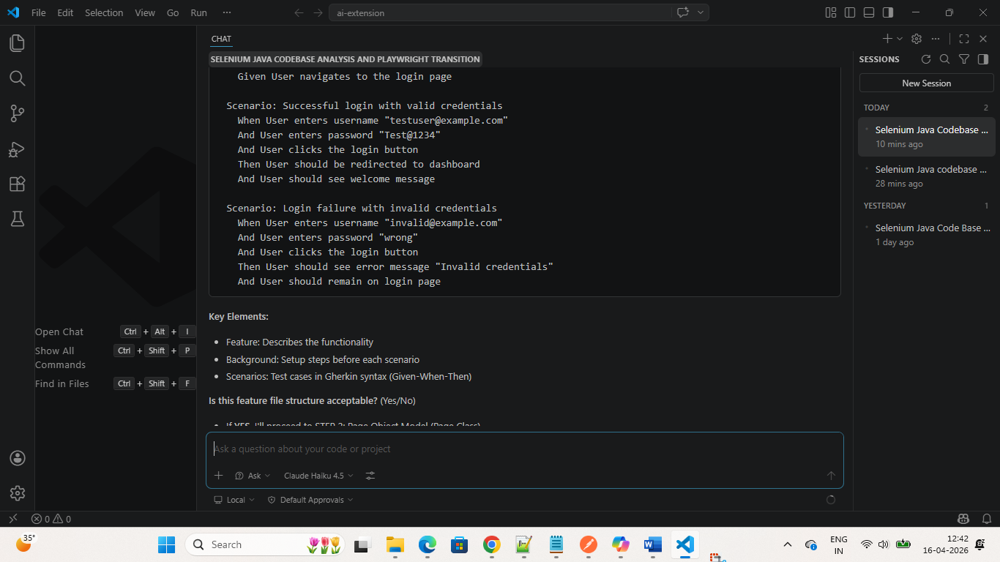 File Edit Selection View Go Run ···
ai-extension
CHAT
SELENIUM JAVA CODEBASE ANALYSIS AND PLAYWRIGHT TRANSITION
Given User navigates to the login page
Scenario: Successful login with valid credentials
When User enters username "testuser@example.com"
And User enters password "Test@1234"
And User clicks the login button
Then User should be redirected to dashboard
And User should see welcome message
Scenario: Login failure with invalid credentials
When User enters username "invalid@example.com"
And User enters password "wrong"
And User clicks the login button
Then User should see error message "Invalid credentials"
And User should remain on login page
Key Elements:
• Feature: Describes the functionality
• Background: Setup steps before each scenario
• Scenarios: Test cases in Gherkin syntax (Given-When-Then)
Is this feature file structure acceptable? (Yes/No)
• If YES, I'll proceed to STEP 2: Page Object Model (Page Class)
Ask a question about your code or project
Ask
Claude Haiku 4.5
Local
Default Approvals
Open Chat Ctrl + Alt + I
Show All Commands Ctrl + Shift + P
Find in Files Ctrl + Shift + F
SESSIONS
New Session
TODAY 2
Selenium Java Codebase ...
10 mins ago
Selenium Java codebase ...
28 mins ago
YESTERDAY 1
Selenium Java Code Base ...
1 day ago
0 0
35°
Search
ENG
IN
12:42
16-04-2026